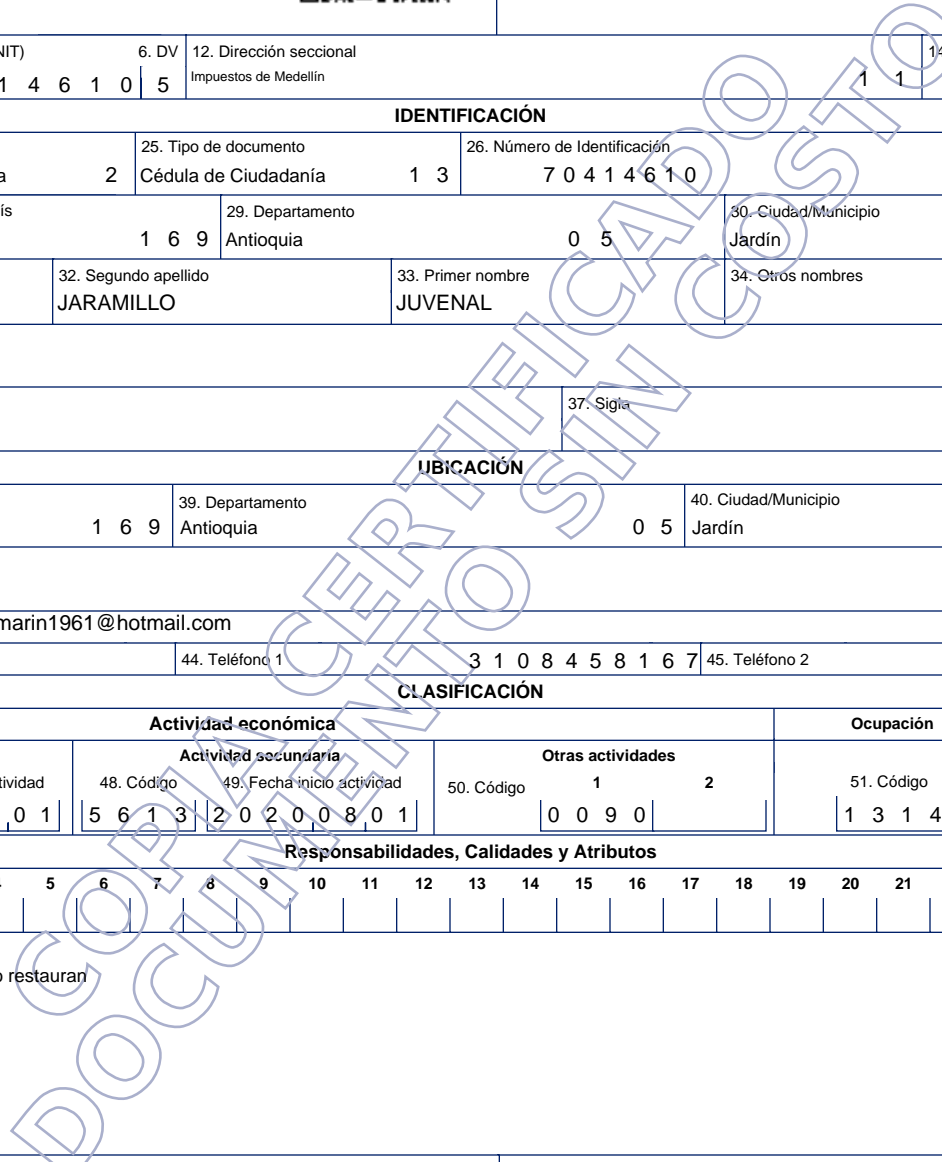 NIT) 6. DV 12. Dirección seccional 14
1 4 6 1 0 5 Impuestos de Medellín 1 1
IDENTIFICACIÓN
25. Tipo de documento 26. Número de Identificación
a 2 Cédula de Ciudadanía 1 3 7 0 4 1 4 6 1 0
ís 29. Departamento 30. Ciudad/Municipio
1 6 9 Antioquia 0 5 Jardín
32. Segundo apellido 33. Primer nombre 34. Otros nombres
JARAMILLO JUVENAL
37. Sigla
UBICACIÓN
39. Departamento 40. Ciudad/Municipio
1 6 9 Antioquia 0 5 Jardín
marin1961@hotmail.com
44. Teléfono 1 3 1 0 8 4 5 8 1 6 7 45. Teléfono 2
CLASIFICACIÓN
Actividad económica Ocupación
Actividad secundaria Otras actividades
tividad 48. Código 49. Fecha inicio actividad 50. Código 1 2 51. Código
0 1 5 6 1 3 2 0 2 0 0 8 0 1 0 0 9 0 1 3 1 4
Responsabilidades, Calidades y Atributos
5 6 7 8 9 10 11 12 13 14 15 16 17 18 19 20 21
o restauran
COPIA CERTIFICADO
DOCUMENTO SIN COSTO